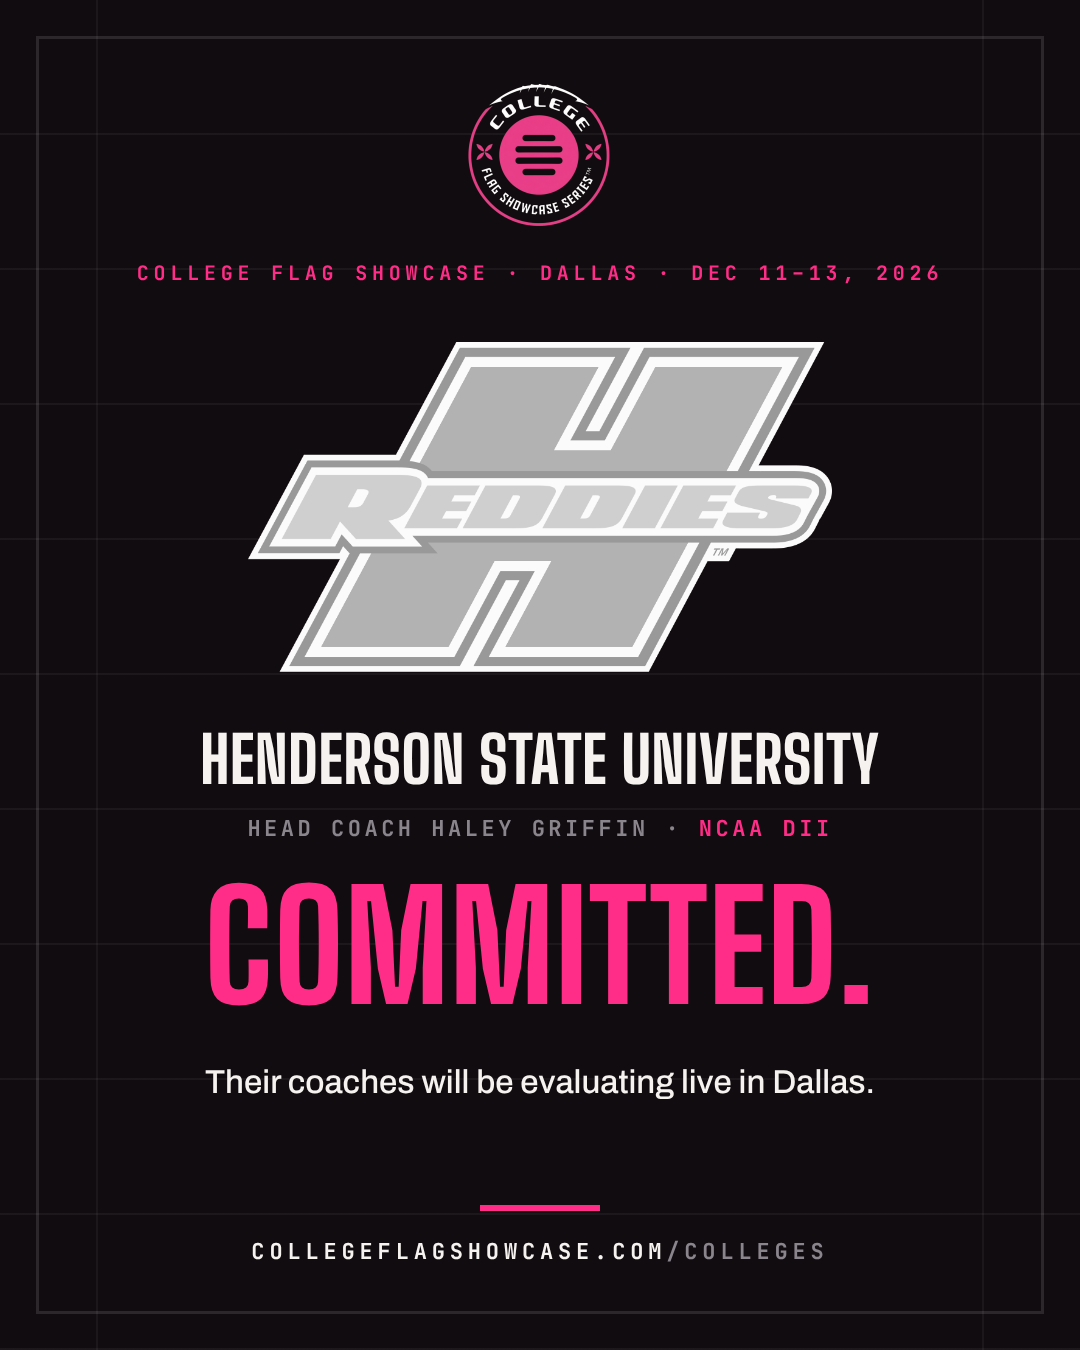 COLLEGE
FLAG SHOWCASE SERIES™
COLLEGE FLAG SHOWCASE · DALLAS · DEC 11–13, 2026
REDDIES
TM
HENDERSON STATE UNIVERSITY
HEAD COACH HALEY GRIFFIN · NCAA DII
COMMITTED.
Their coaches will be evaluating live in Dallas.
COLLEGEFLAGSHOWCASE.COM/COLLEGES